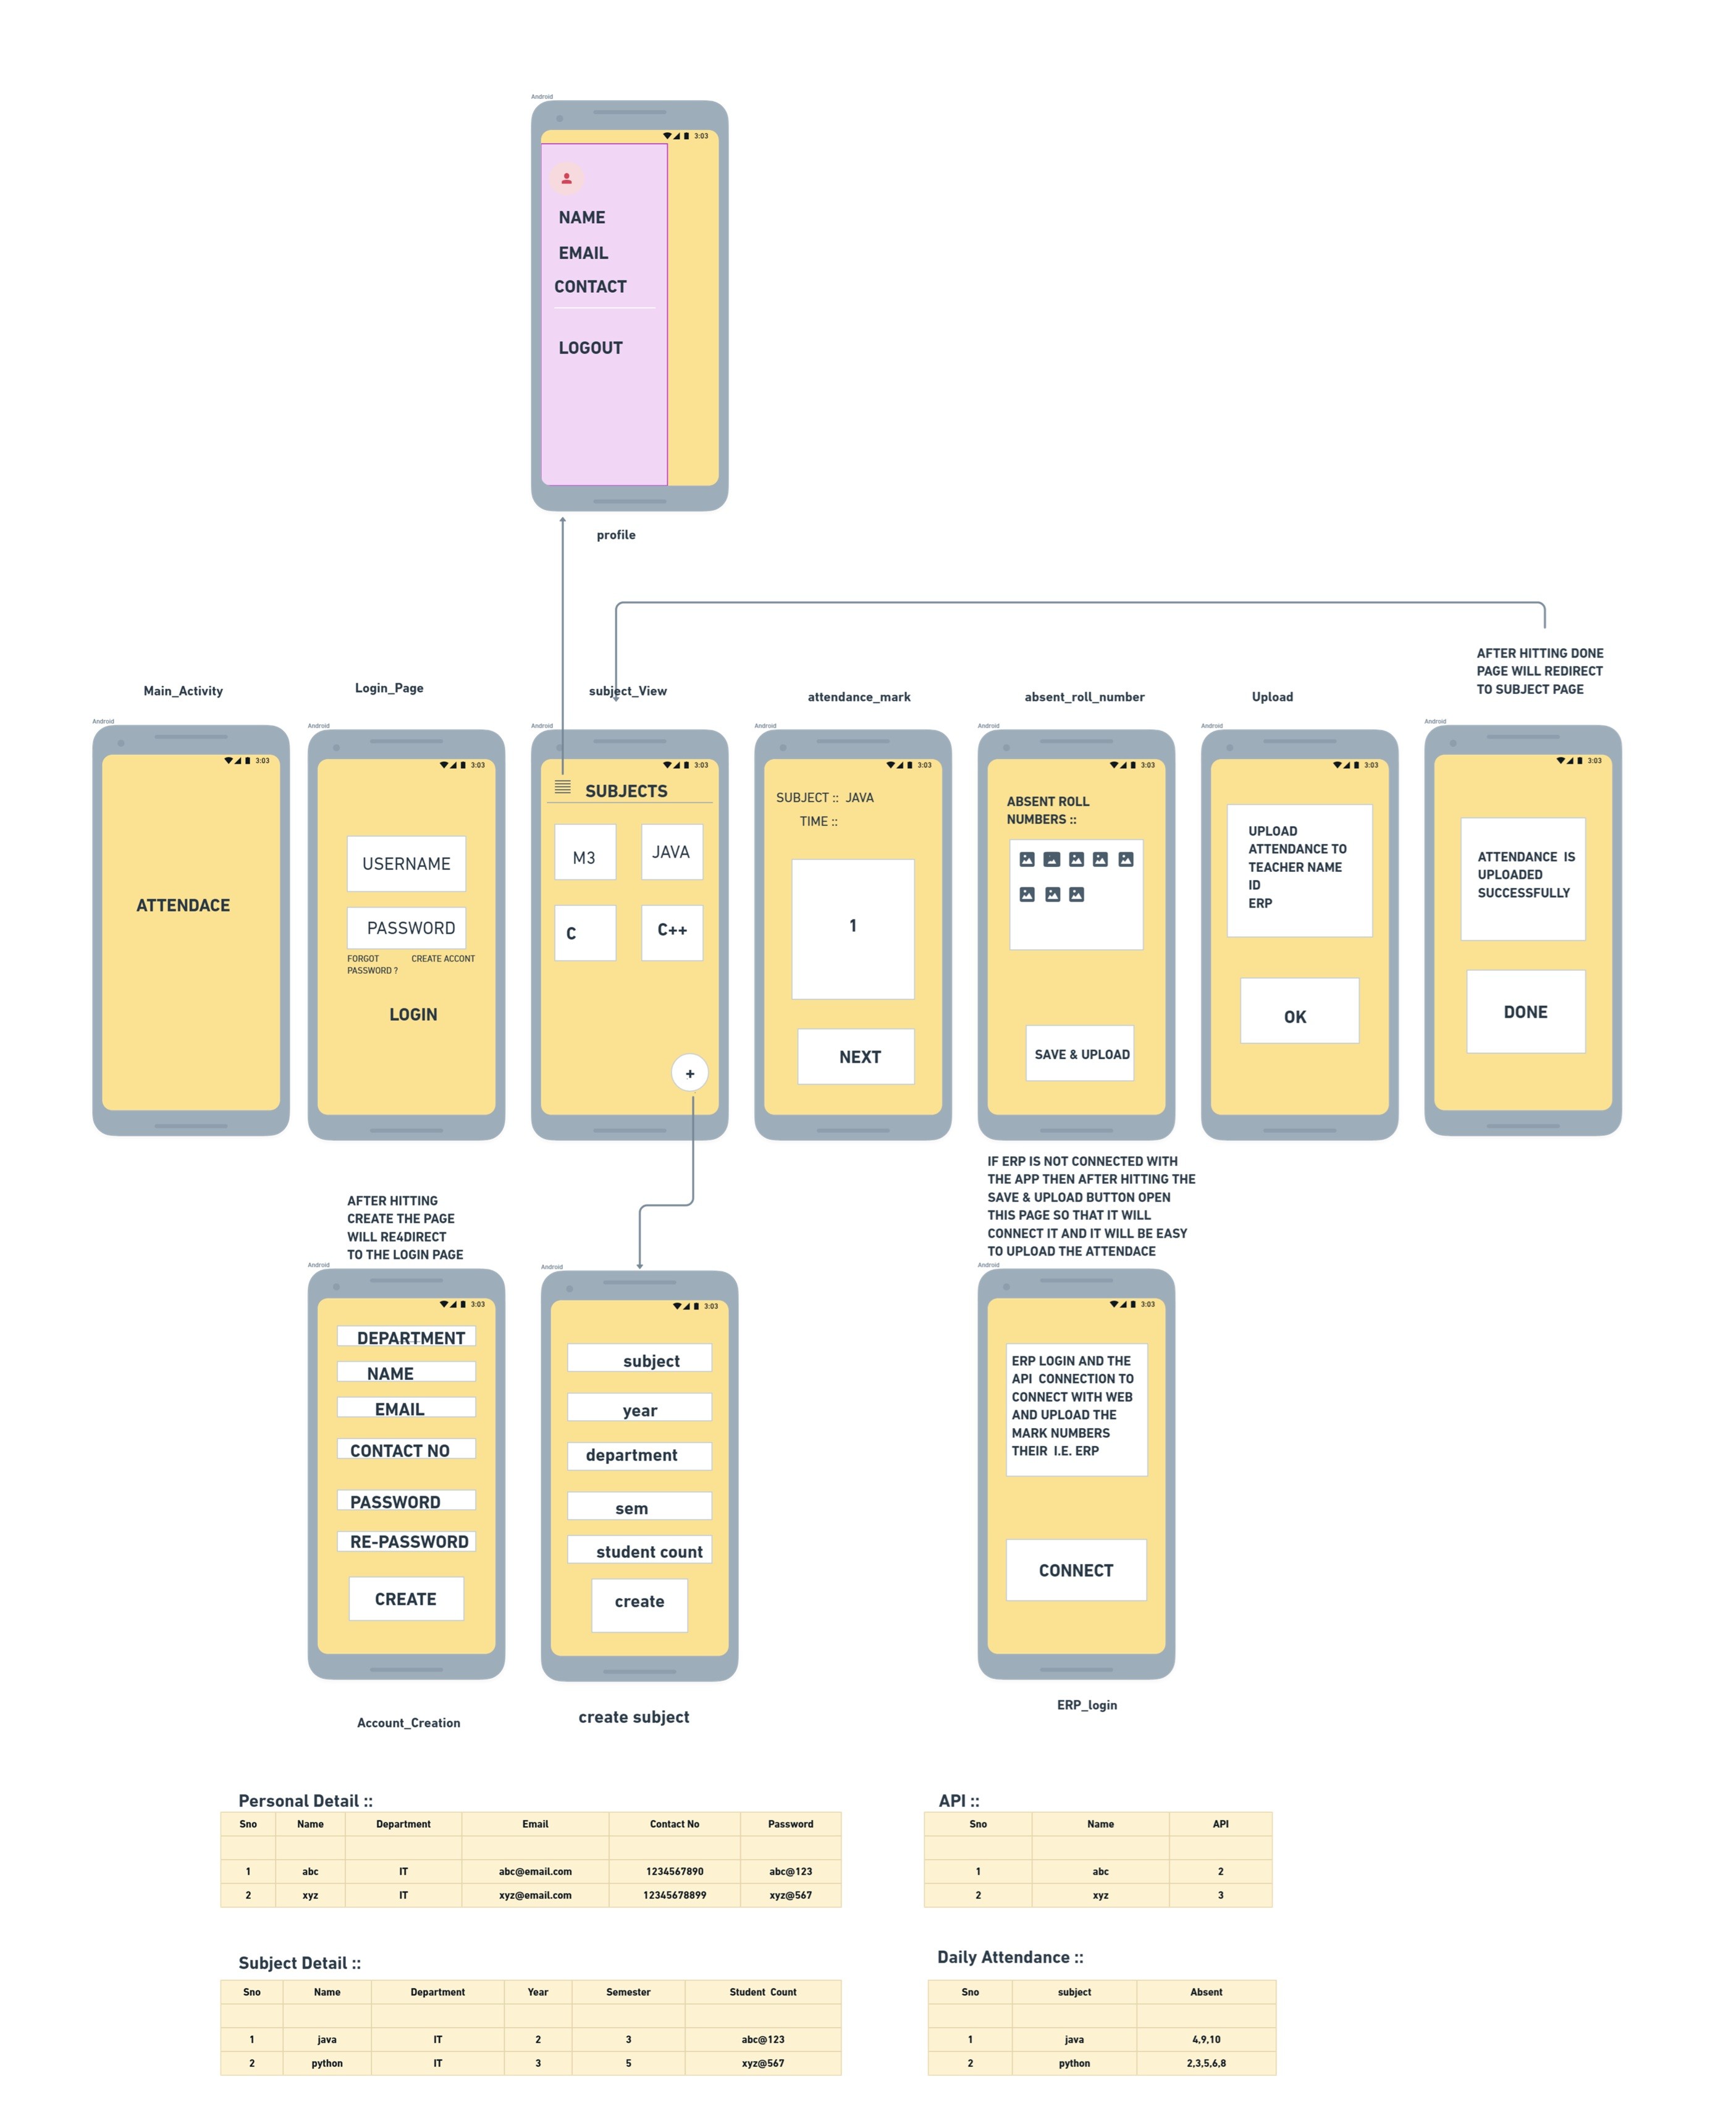 Android
3:03
NAME
EMAIL
CONTACT
LOGOUT
profile
AFTER HITTING DONE
PAGE WILL REDIRECT
TO SUBJECT PAGE
Main_Activity
Login_Page
subject_View
attendance_mark
absent_roll_number
Upload
Android
3:03
ATTENDACE
Android
3:03
USERNAME
PASSWORD
FORGOT
PASSWORD ?
CREATE ACCONT
LOGIN
Android
3:03
SUBJECTS
M3
JAVA
C
C++
+
Android
3:03
SUBJECT :: JAVA
TIME ::
1
NEXT
Android
3:03
ABSENT ROLL
NUMBERS ::
SAVE & UPLOAD
Android
3:03
UPLOAD
ATTENDANCE TO
TEACHER NAME
ID
ERP
OK
Android
3:03
ATTENDANCE IS
UPLOADED
SUCCESSFULLY
DONE
AFTER HITTING
CREATE THE PAGE
WILL RE4DIRECT
TO THE LOGIN PAGE
IF ERP IS NOT CONNECTED WITH
THE APP THEN AFTER HITTING THE
SAVE & UPLOAD BUTTON OPEN
THIS PAGE SO THAT IT WILL
CONNECT IT AND IT WILL BE EASY
TO UPLOAD THE ATTENDACE
Android
3:03
DEPARTMENT
NAME
EMAIL
CONTACT NO
PASSWORD
RE-PASSWORD
CREATE
Account_Creation
Android
3:03
subject
year
department
sem
student count
create
create subject
Android
3:03
ERP LOGIN AND THE
API CONNECTION TO
CONNECT WITH WEB
AND UPLOAD THE
MARK NUMBERS
THEIR I.E. ERP
CONNECT
ERP_login
Personal Detail ::
Sno Name Department Email Contact No Password
1 abc IT abc@email.com 1234567890 abc@123
2 xyz IT xyz@email.com 12345678899 xyz@567
API ::
Sno Name API
1 abc 2
2 xyz 3
Subject Detail ::
Sno Name Department Year Semester Student Count
1 java IT 2 3 abc@123
2 python IT 3 5 xyz@567
Daily Attendance ::
Sno subject Absent
1 java 4,9,10
2 python 2,3,5,6,8